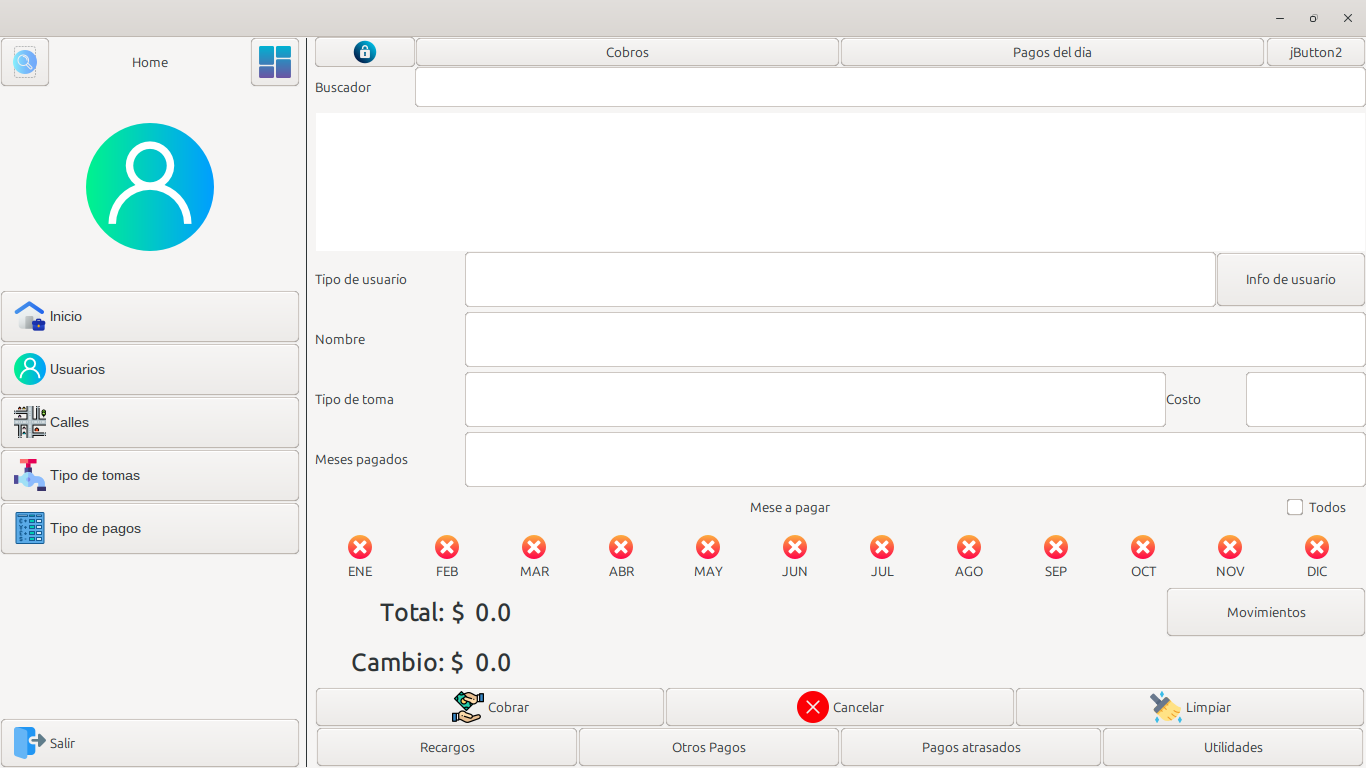 Home
Cobros
Pagos del dia
jButton2
Buscador
Tipo de usuario
Info de usuario
Nombre
Tipo de toma
Costo
Meses pagados
Mese a pagar
Todos
ENE FEB MAR ABR MAY JUN JUL AGO SEP OCT NOV DIC
Total: $ 0.0
Movimientos
Cambio: $ 0.0
Cobrar
Cancelar
Limpiar
Recargos
Otros Pagos
Pagos atrasados
Utilidades
Inicio
Usuarios
Calles
Tipo de tomas
Tipo de pagos
Salir